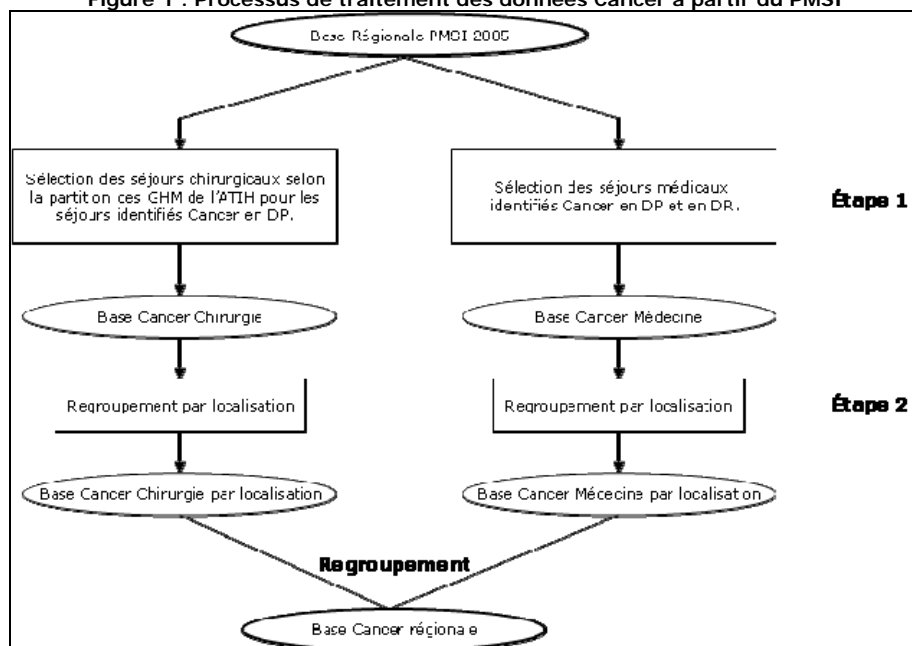 Figure 1 : Processus de traitement des données Cancer à partir du PMSI
Base Régionale PMSI 2005
Sélection des séjours chirurgicaux selon
la partition ces GHM de l'ATIH pour les
séjours identifiés Cancer en DP.
Sélection des séjours médicaux
identifiés Cancer en DP et en DR.
Étape 1
Base Cancer Chirurgie
Base Cancer Médecine
Regroupement par localisation
Regroupement par localisation
Étape 2
Base Cancer Chirurgie par localisation
Base Cancer Médecine par localisation
Regroupement
Base Cancer régionale